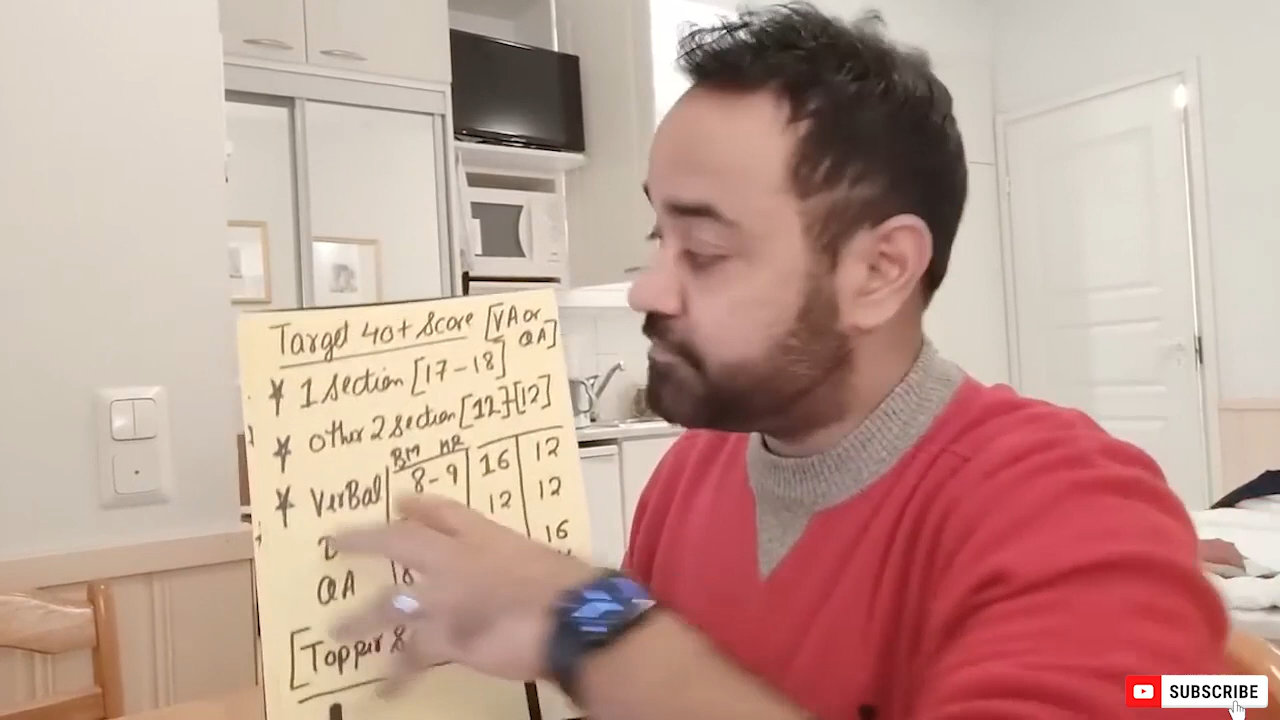 Target 40+ Score [VA or QA]
* 1 Section [17-18]
* Other 2 Section [12]-[12]
BM MR
* VerBal 8-9 16 12
12 12
16
QA 18
[Topper
SUBSCRIBE